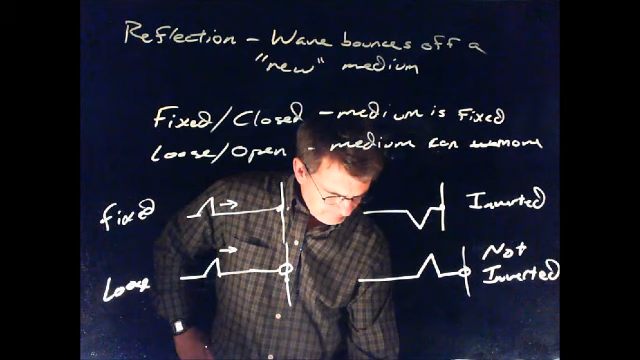 Reflection - Wave bounces off a
"new" medium
Fixed/Closed - medium is Fixed
Loose/Open - medium can move
Fixed
Inverted
Loose
Not
Inverted